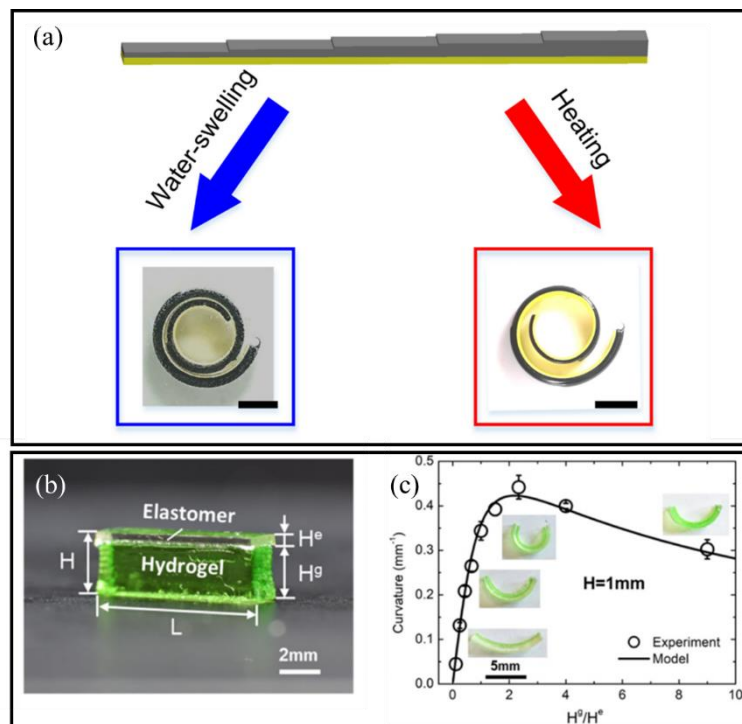 (a)
Water-swelling
Heating
(b)
Elastomer
H
Hydrogel
Hᵉ
Hᵍ
L
2mm
(c)
Curvature (mm⁻¹)
0.5
0.4
0.3
0.2
0.1
0.0
H=1mm
Experiment
Model
5mm
0 2 4 6 8 10
Hᵍ/Hᵉ